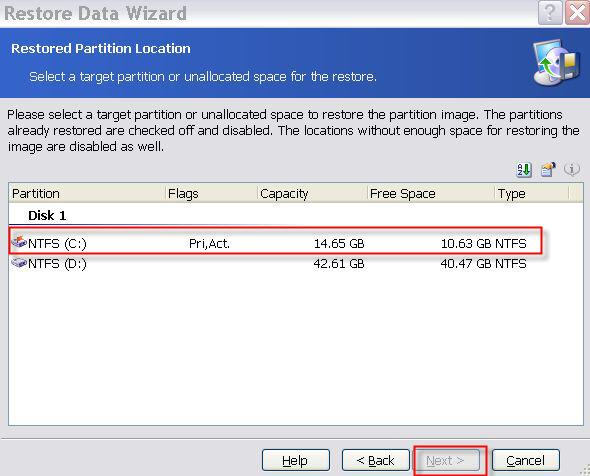 Restore Data Wizard
Restored Partition Location
Select a target partition or unallocated space for the restore.
Please select a target partition or unallocated space to restore the partition image. The partitions
already restored are checked off and disabled. The locations without enough space for restoring the
image are disabled as well.
Partition Flags Capacity Free Space Type
Disk 1
NTFS (C:) Pri,Act. 14.65 GB 10.63 GB NTFS
NTFS (D:) 42.61 GB 40.47 GB NTFS
Help < Back Next > Cancel